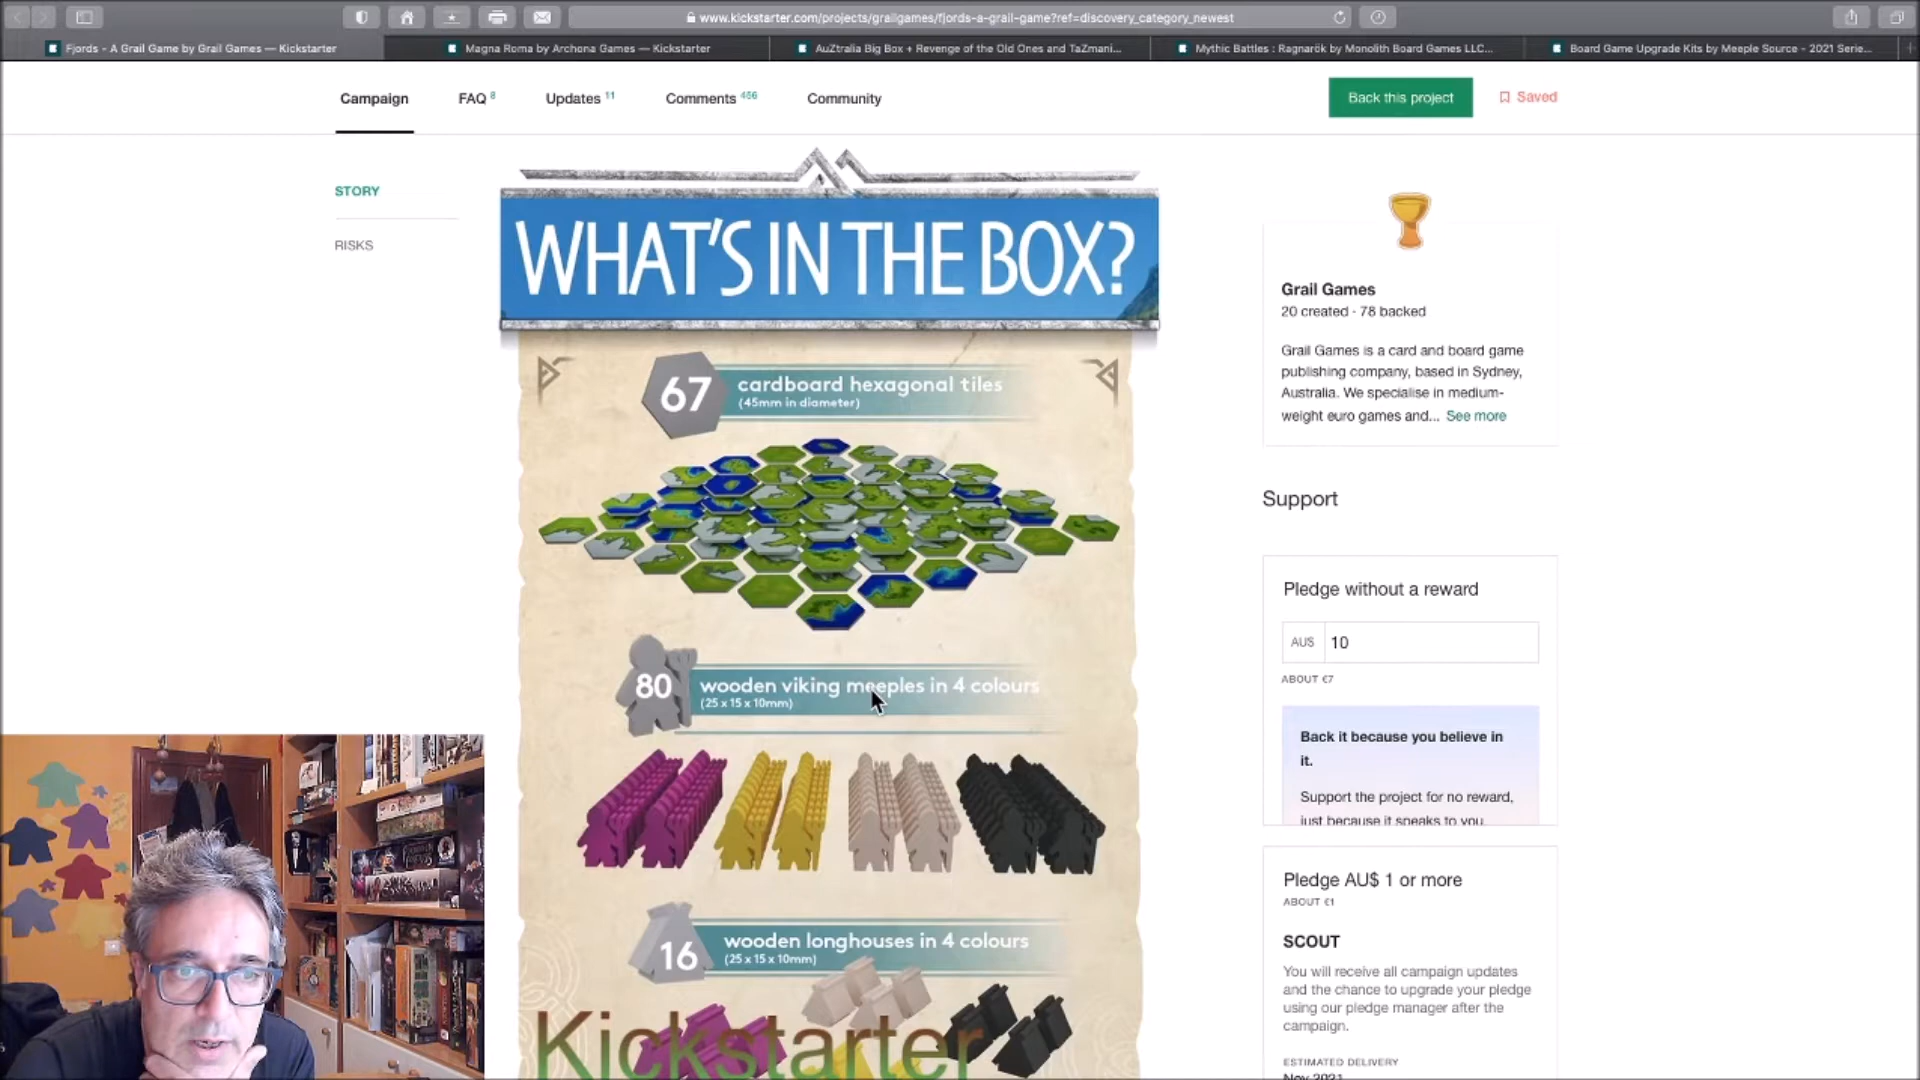 www.kickstarter.com/projects/grailgames/fjords-a-grail-game?ref=discovery_category_newest
Fjords - A Grail Game by Grail Games — Kickstarter
Magna Roma by Archona Games — Kickstarter
AuZtralia Big Box + Revenge of the Old Ones and TaZmani...
Mythic Battles : Ragnarök by Monolith Board Games LLC...
Board Game Upgrade Kits by Meeple Source - 2021 Serie...
Campaign
FAQ 8
Updates 11
Comments 456
Community
Back this project
Saved
STORY
RISKS
WHAT'S IN THE BOX?
67
cardboard hexagonal tiles
(45mm in diameter)
80
wooden viking meeples in 4 colours
(25 x 15 x 10mm)
16
wooden longhouses in 4 colours
(25 x 15 x 10mm)
Kickstarter
Grail Games
20 created · 78 backed
Grail Games is a card and board game
publishing company, based in Sydney,
Australia. We specialise in medium-
weight euro games and... See more
Support
Pledge without a reward
AU$ 10
ABOUT €7
Back it because you believe in
it.
Support the project for no reward,
just because it speaks to you.
Pledge AU$ 1 or more
ABOUT €1
SCOUT
You will receive all campaign updates
and the chance to upgrade your pledge
using our pledge manager after the
campaign.
ESTIMATED DELIVERY
Nov 2021